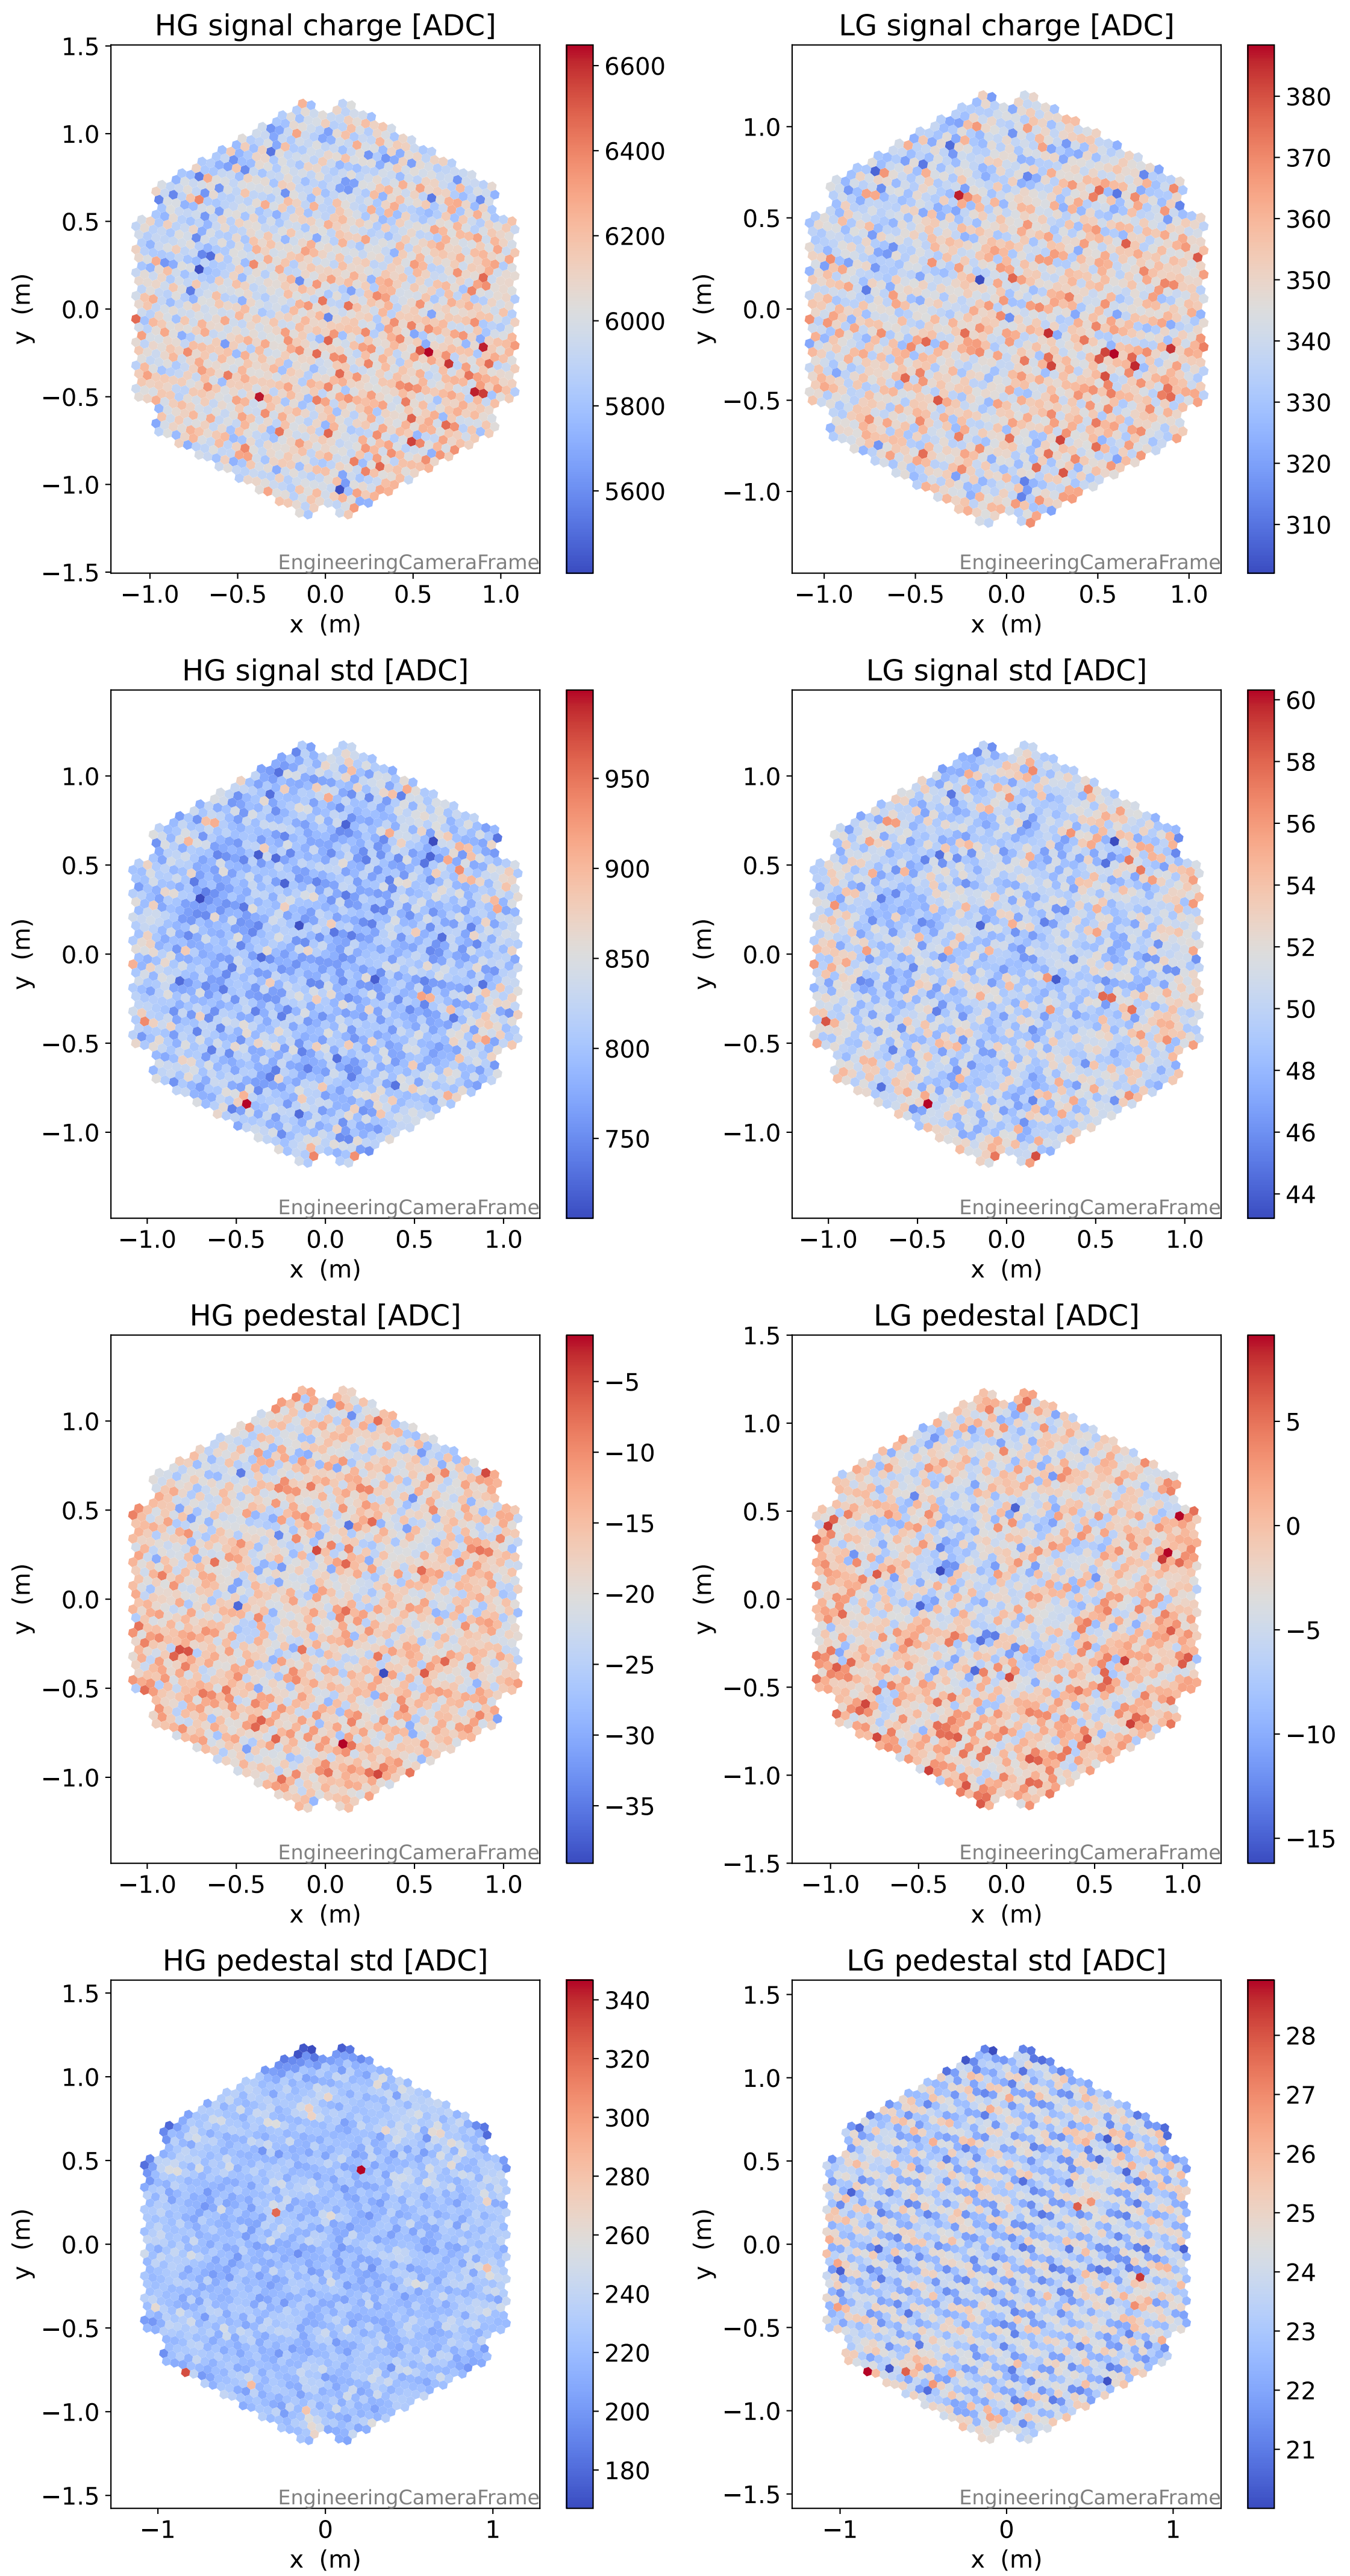 HG signal charge [ADC]
1.5
1.0
0.5
0.0
−0.5
−1.0
−1.5
−1.0 −0.5 0.0 0.5 1.0
x (m)
y (m)
EngineeringCameraFrame
6600
6400
6200
6000
5800
5600
LG signal charge [ADC]
1.0
0.5
0.0
−0.5
−1.0
−1.0 −0.5 0.0 0.5 1.0
x (m)
y (m)
EngineeringCameraFrame
380
370
360
350
340
330
320
310
HG signal std [ADC]
1.0
0.5
0.0
−0.5
−1.0
−1.0 −0.5 0.0 0.5 1.0
x (m)
y (m)
EngineeringCameraFrame
950
900
850
800
750
LG signal std [ADC]
1.0
0.5
0.0
−0.5
−1.0
−1.0 −0.5 0.0 0.5 1.0
x (m)
y (m)
EngineeringCameraFrame
60
58
56
54
52
50
48
46
44
HG pedestal [ADC]
1.0
0.5
0.0
−0.5
−1.0
−1.0 −0.5 0.0 0.5 1.0
x (m)
y (m)
EngineeringCameraFrame
−5
−10
−15
−20
−25
−30
−35
LG pedestal [ADC]
1.5
1.0
0.5
0.0
−0.5
−1.0
−1.5
−1.0 −0.5 0.0 0.5 1.0
x (m)
y (m)
EngineeringCameraFrame
5
0
−5
−10
−15
HG pedestal std [ADC]
1.5
1.0
0.5
0.0
−0.5
−1.0
−1.5
−1 0 1
x (m)
y (m)
EngineeringCameraFrame
340
320
300
280
260
240
220
200
180
LG pedestal std [ADC]
1.5
1.0
0.5
0.0
−0.5
−1.0
−1.5
−1 0 1
x (m)
y (m)
EngineeringCameraFrame
28
27
26
25
24
23
22
21